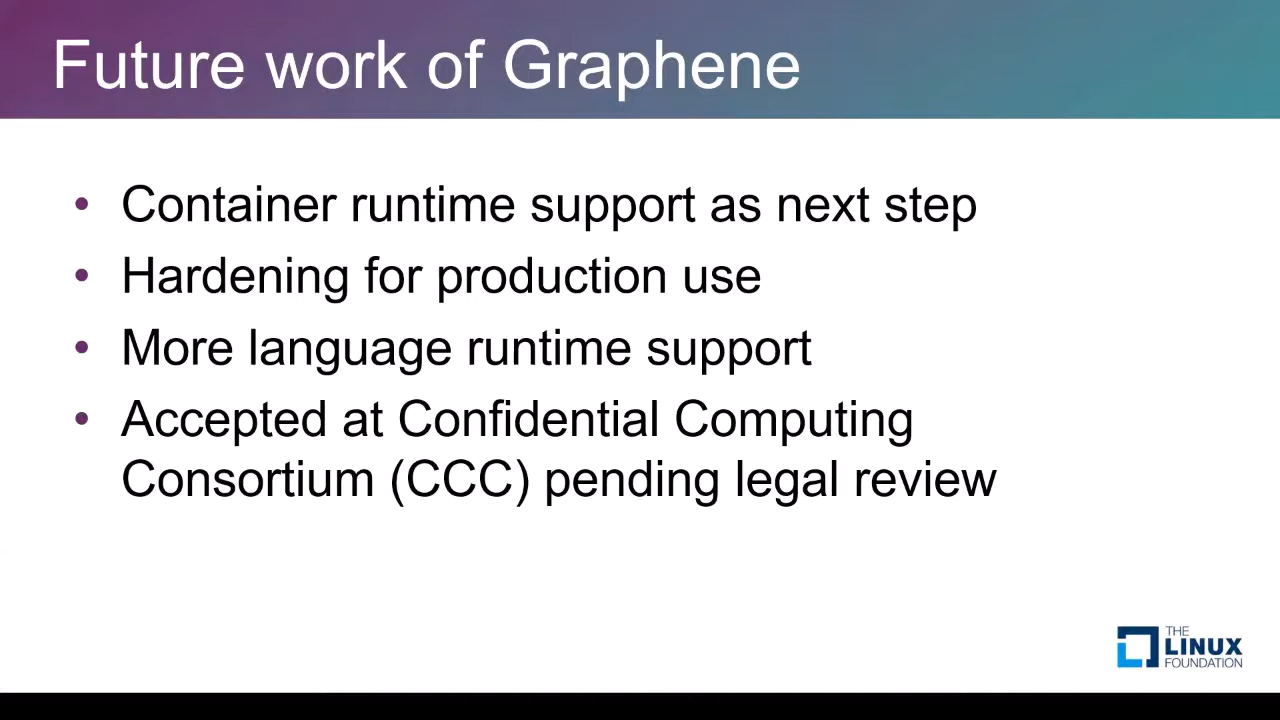 Future work of Graphene
• Container runtime support as next step
• Hardening for production use
• More language runtime support
• Accepted at Confidential Computing
Consortium (CCC) pending legal review
THE
LINUX
FOUNDATION